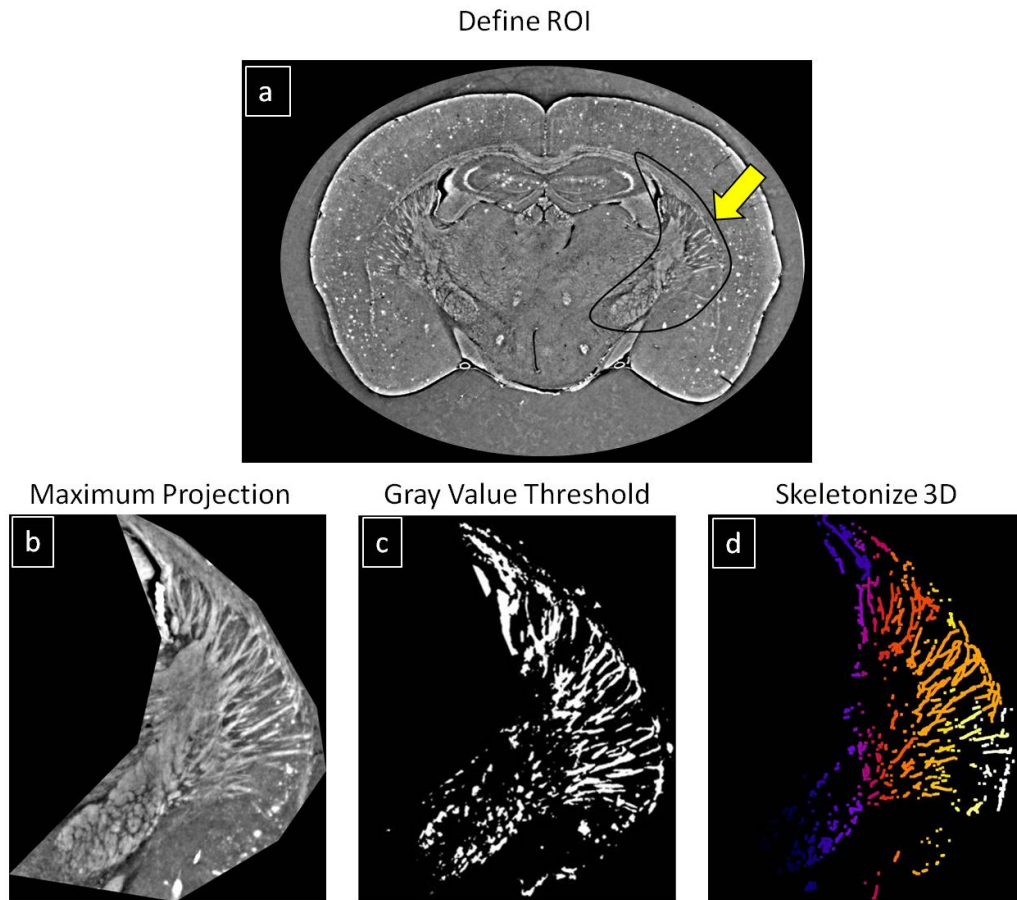 Define ROI
a
Maximum Projection
Gray Value Threshold
Skeletonize 3D
b
c
d